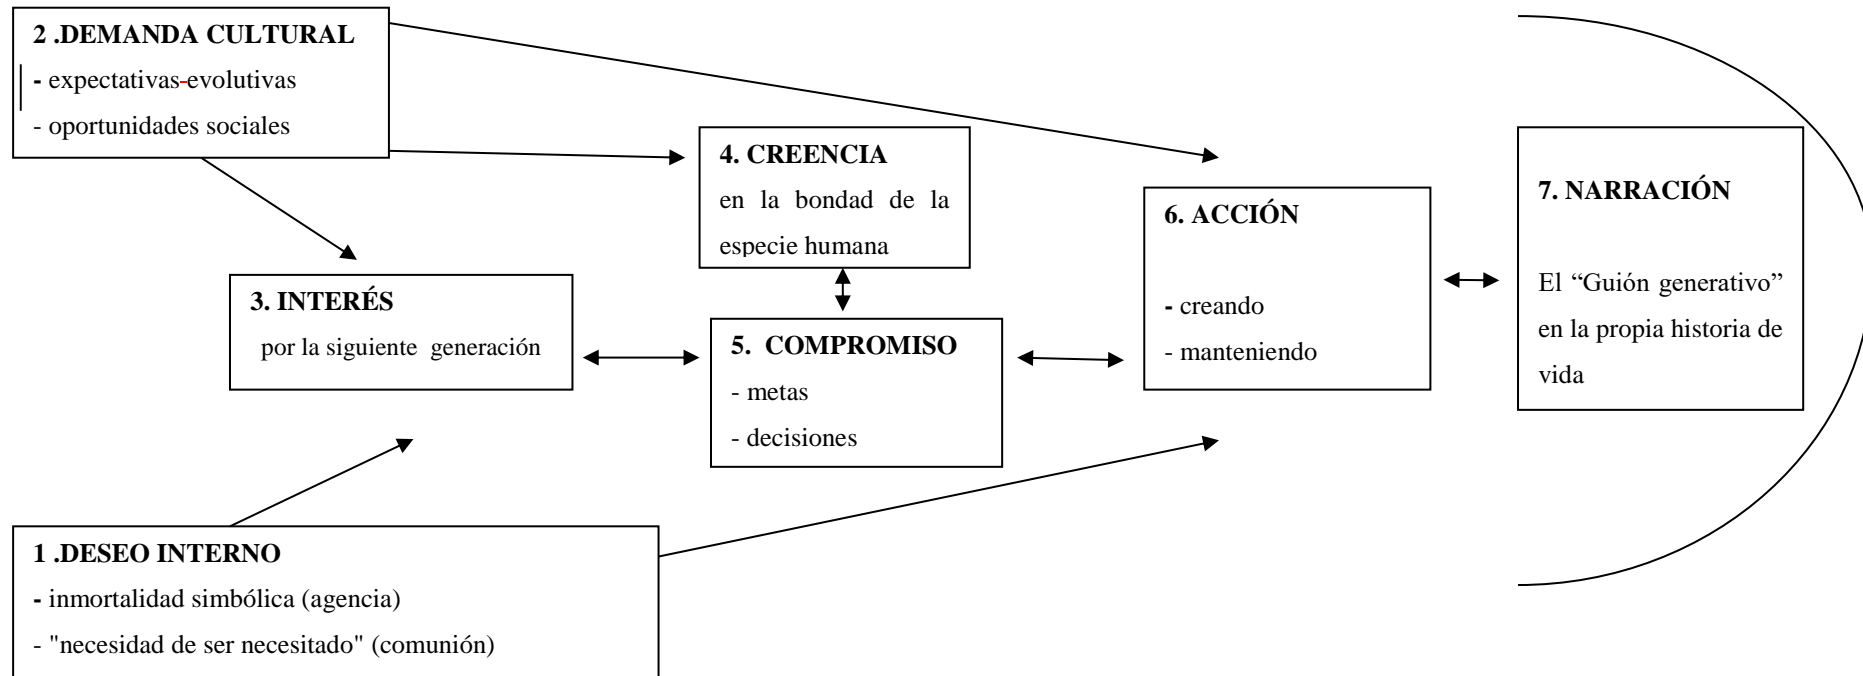 2 .DEMANDA CULTURAL
- expectativas-evolutivas
- oportunidades sociales
4. CREENCIA
en la bondad de la
especie humana
3. INTERÉS
por la siguiente generación
5. COMPROMISO
- metas
- decisiones
6. ACCIÓN
- creando
- manteniendo
7. NARRACIÓN
El “Guión generativo”
en la propia historia de
vida
1 .DESEO INTERNO
- inmortalidad simbólica (agencia)
- "necesidad de ser necesitado" (comunión)